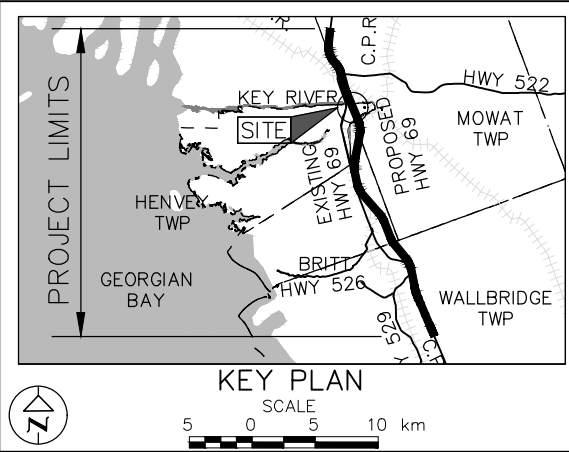 C.P.R.
R.
HWY 522
KEY RIVER
SITE
MOWAT
TWP
EXISTING
HWY 69
PROPOSED
HWY 69
PROJECT LIMITS
HENVEY
TWP
GEORGIAN
BAY
BRITT
HWY 526
WALLBRIDGE
TWP
Y 529
C.P
KEY PLAN
SCALE
5 0 5 10 km
N